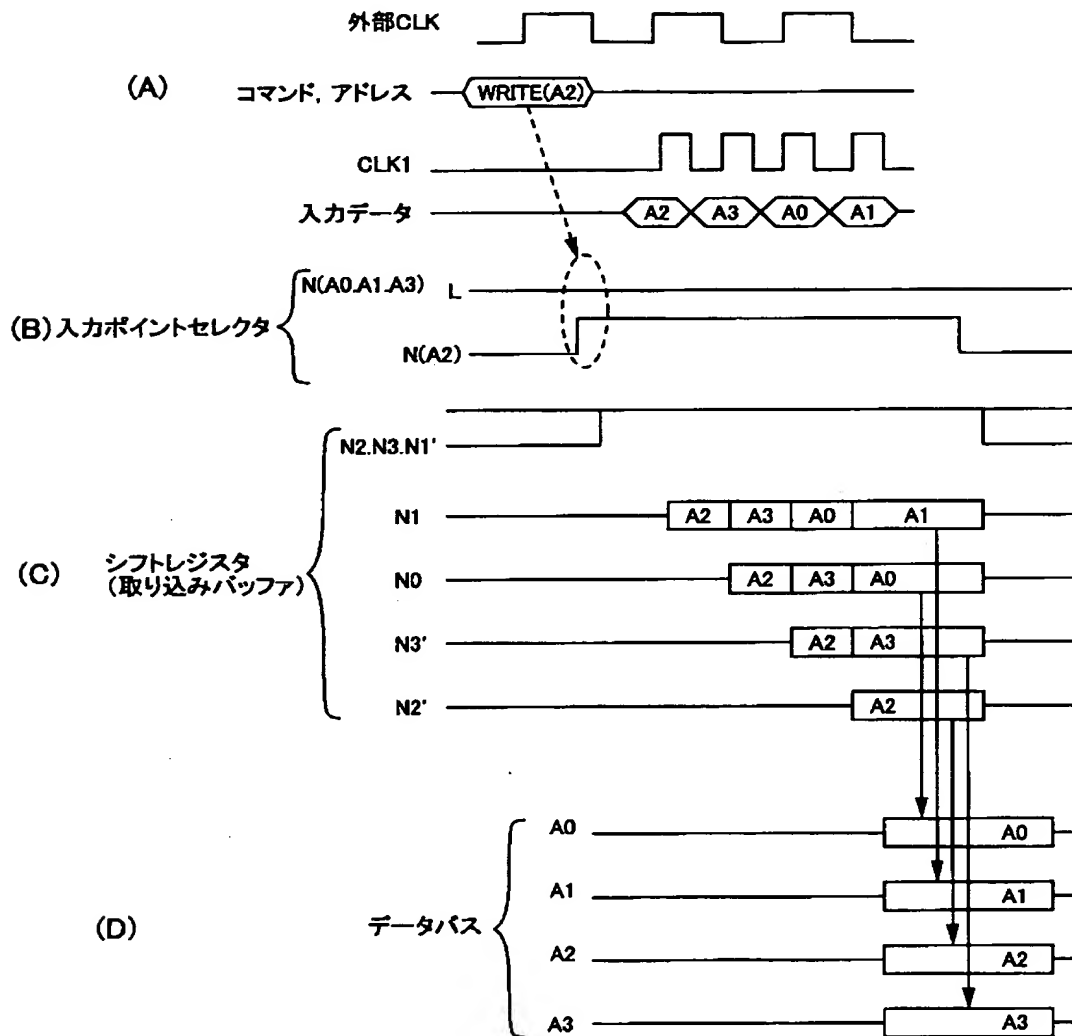 外部CLK
(A)
コマンド, アドレス
WRITE(A2)
CLK1
入力データ
A2
A3
A0
A1
(B)
入力ポイントセレクタ
N(A0.A1.A3)
L
N(A2)
(C)
シフトレジスタ
(取り込みバッファ)
N2.N3.N1'
N1
A2
A3
A0
A1
N0
A2
A3
A0
N3'
A2
A3
N2'
A2
(D)
データバス
A0
A0
A1
A1
A2
A2
A3
A3